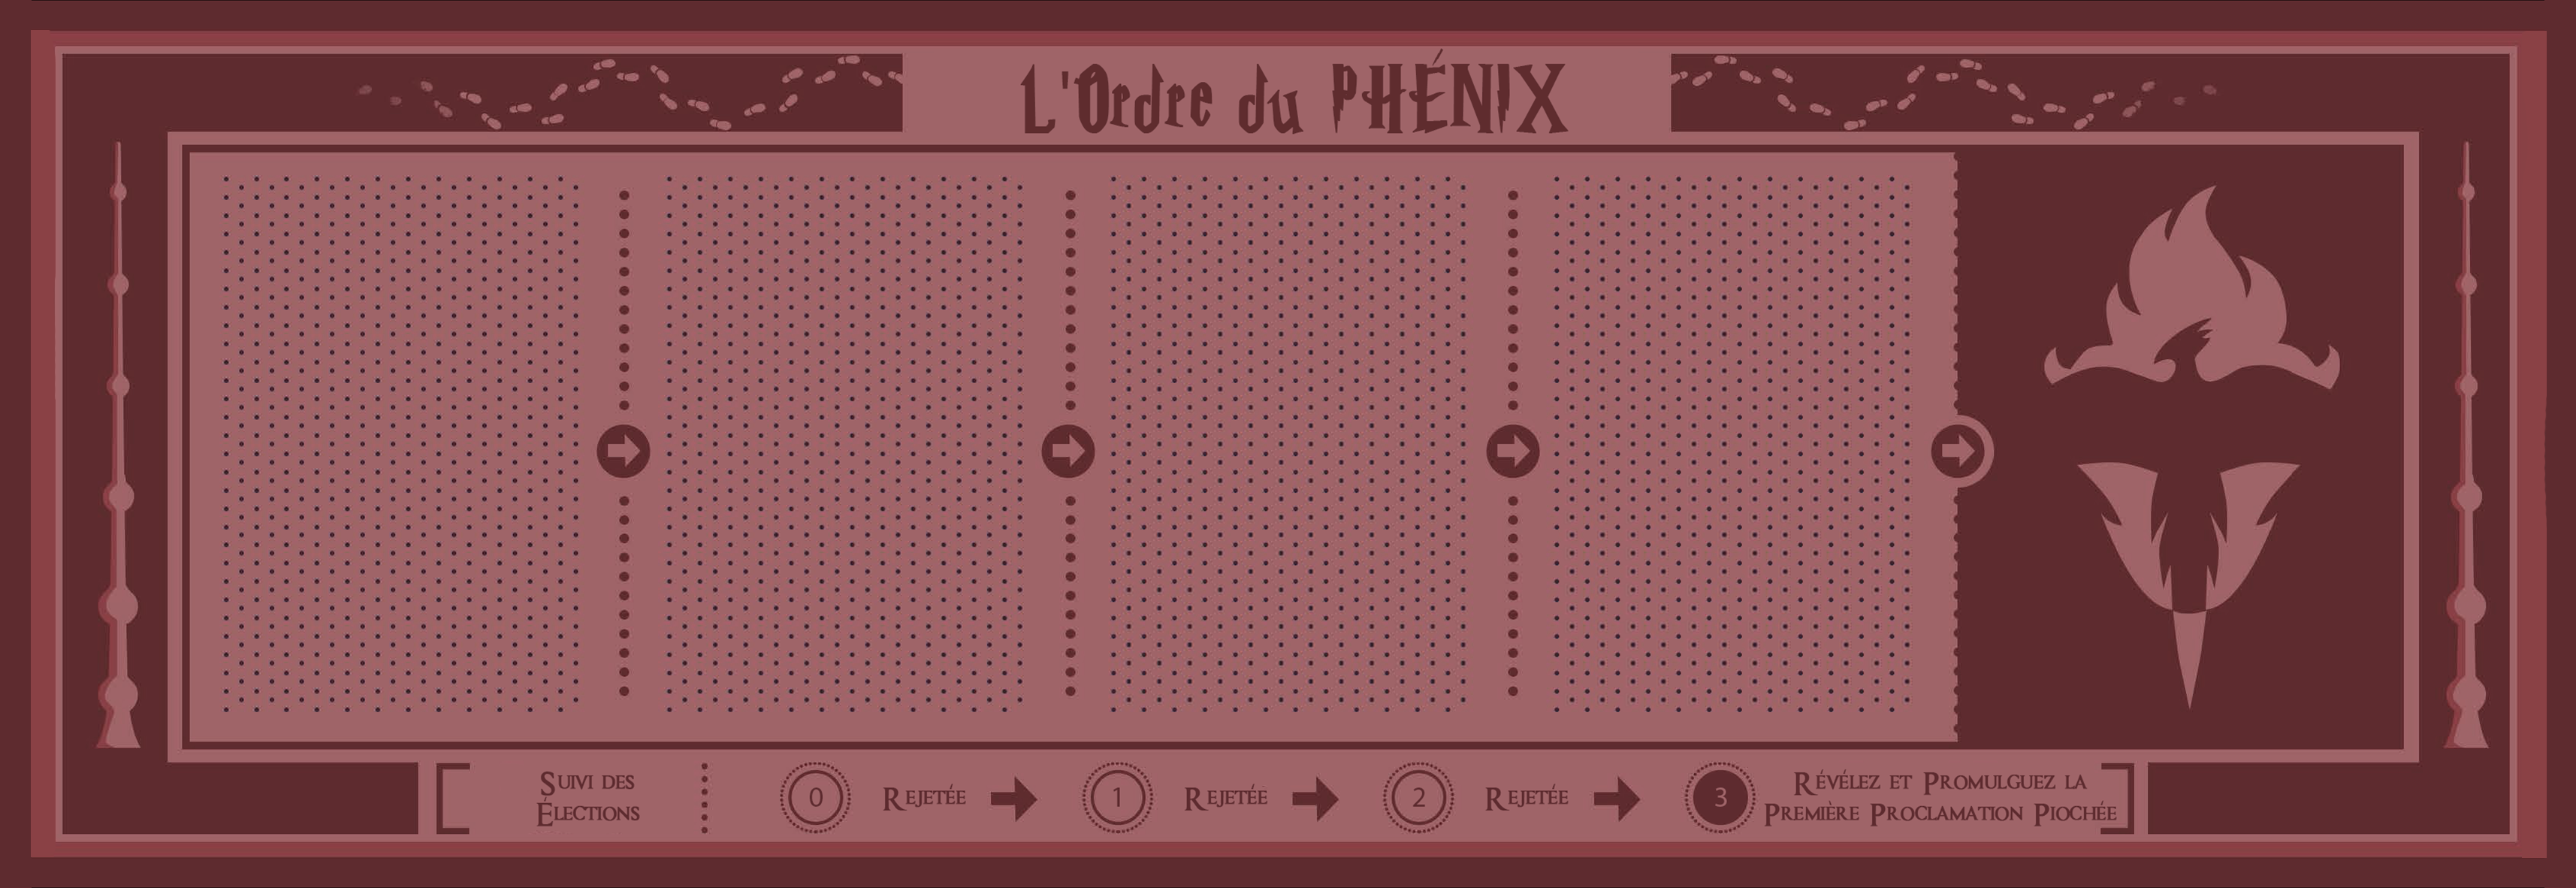 L'Ordre du PHÉNIX
Suivi des
Élections
0
Rejetée
1
Rejetée
2
Rejetée
3
Révélez et Promulguez la
Première Proclamation Piochée